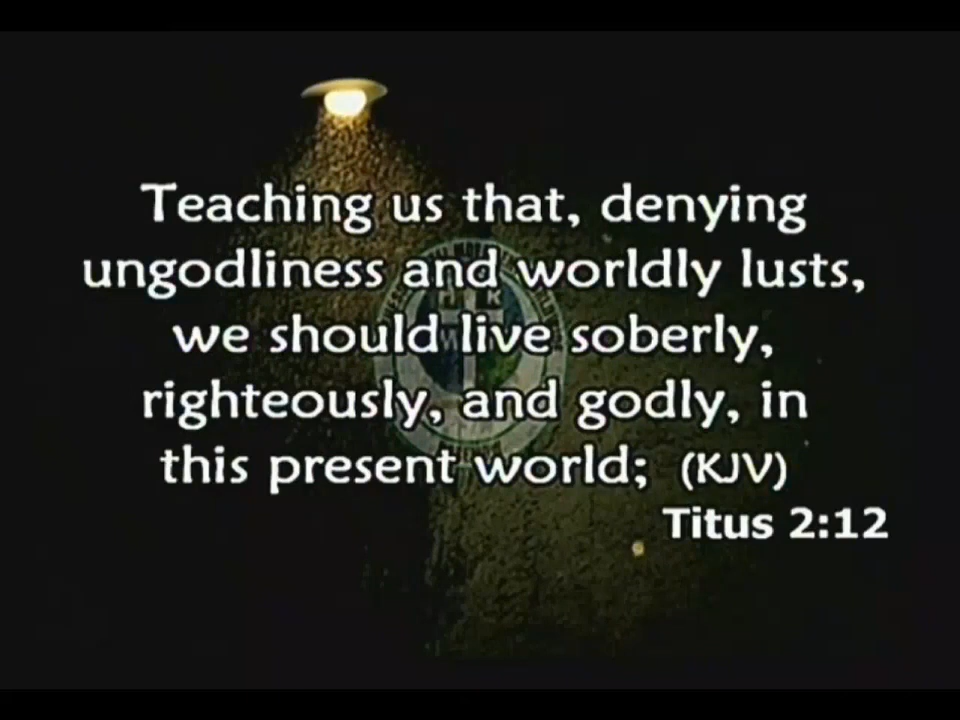 Teaching us that, denying
ungodliness and worldly lusts,
we should live soberly,
righteously, and godly, in
this present world; (KJV)
Titus 2:12